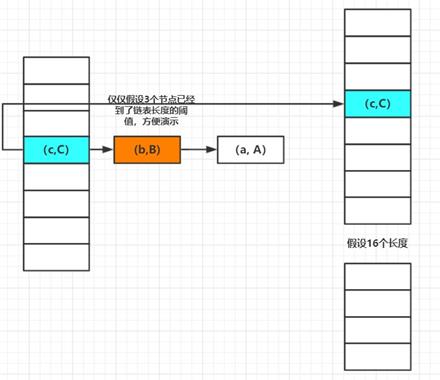 仅仅假设3个节点已经
到了链表长度的阈
值，方便演示
(c,C)
(c,C)
(b,B)
(a, A)
假设16个长度